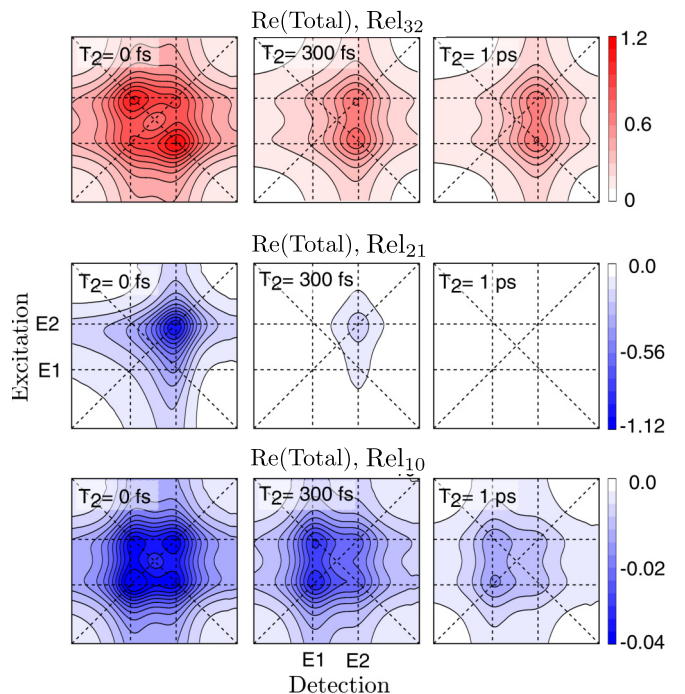 Re(Total), Rel₃₂
T₂= 0 fs
T₂= 300 fs
T₂= 1 ps
1.2
0.6
0
Re(Total), Rel₂₁
T₂= 0 fs
T₂= 300 fs
T₂= 1 ps
0.0
-0.56
-1.12
Excitation
E2
E1
Re(Total), Rel₁₀
T₂= 0 fs
T₂= 300 fs
T₂= 1 ps
0.0
-0.02
-0.04
E1 E2
Detection